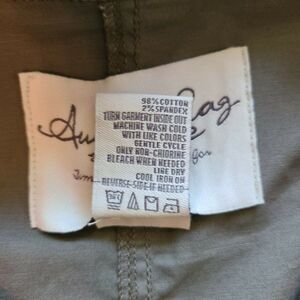 98% COTTON
2% SPANDEX
TURN GARMENT INSIDE OUT
MACHINE WASH COLD
WITH LIKE COLORS
GENTLE CYCLE
ONLY NON-CHLORINE
BLEACH WHEN NEEDED
LINE DRY
COOL IRON ON
REVERSE SIDE IF NEEDED